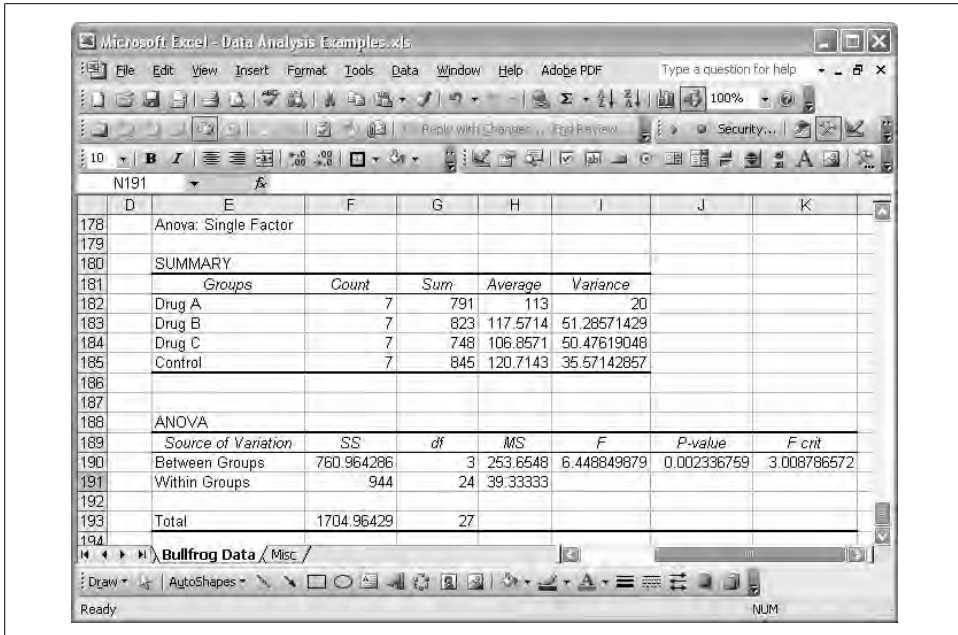 Microsoft Excel - Data Analysis Examples.xls
File Edit View Insert Format Tools Data Window Help Adobe PDF Type a question for help
100%
Reply with Changes... End Review... Security...
10 B I
N191 fx
D E F G H I J K
178 Anova: Single Factor
179
180 SUMMARY
181 Groups Count Sum Average Variance
182 Drug A 7 791 113 20
183 Drug B 7 823 117.5714 51.28571429
184 Drug C 7 748 106.8571 50.47619048
185 Control 7 845 120.7143 35.57142857
186
187
188 ANOVA
189 Source of Variation SS df MS F P-value F crit
190 Between Groups 760.964286 3 253.6548 6.448849879 0.002336759 3.008786572
191 Within Groups 944 24 39.33333
192
193 Total 1704.96429 27
194
Bullfrog Data Misc
Draw AutoShapes
Ready NUM